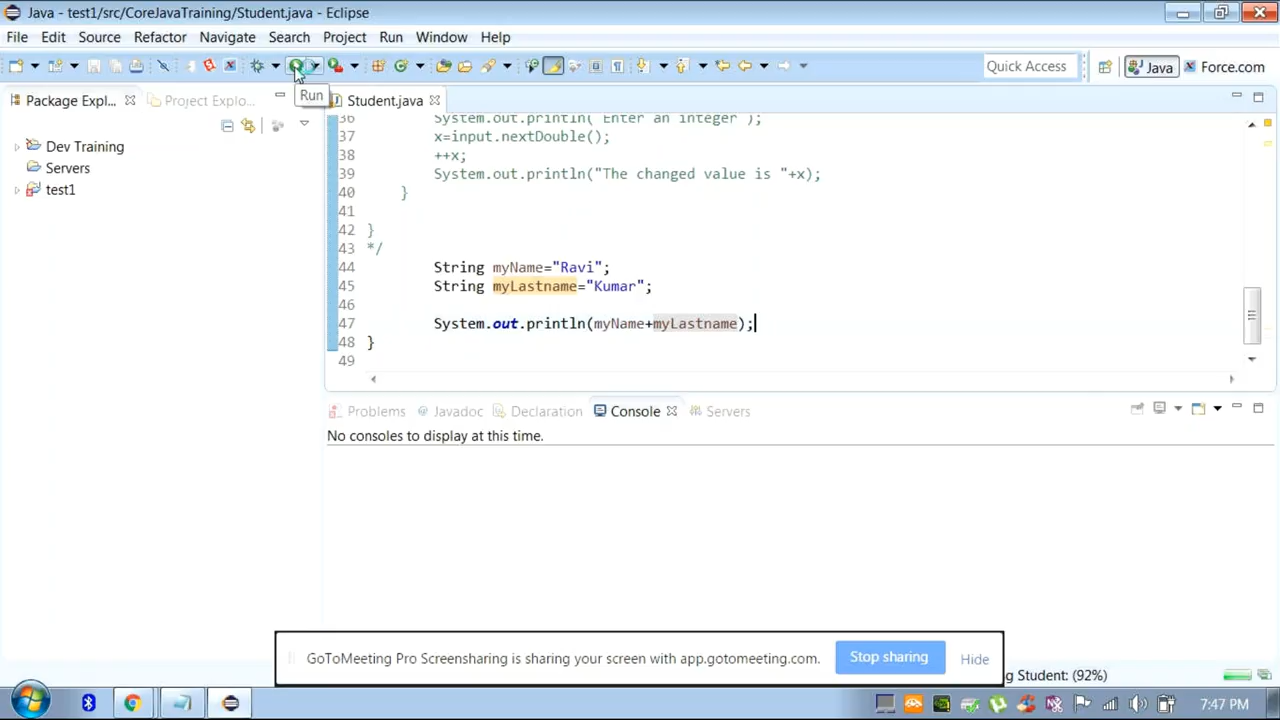 Java - test1/src/CoreJavaTraining/Student.java - Eclipse
File Edit Source Refactor Navigate Search Project Run Window Help
Quick Access Java Force.com
Run
Package Expl... Project Explo... Student.java
Dev Training
Servers
test1
36 System.out.println( Enter an integer );
37 x=input.nextDouble();
38 ++x;
39 System.out.println("The changed value is "+x);
40 }
41
42 }
43 */
44 String myName="Ravi";
45 String myLastname="Kumar";
46
47 System.out.println(myName+myLastname);
48 }
49
Problems @ Javadoc Declaration Console Servers
No consoles to display at this time.
GoToMeeting Pro Screensharing is sharing your screen with app.gotomeeting.com. Stop sharing Hide
g Student: (92%)
7:47 PM